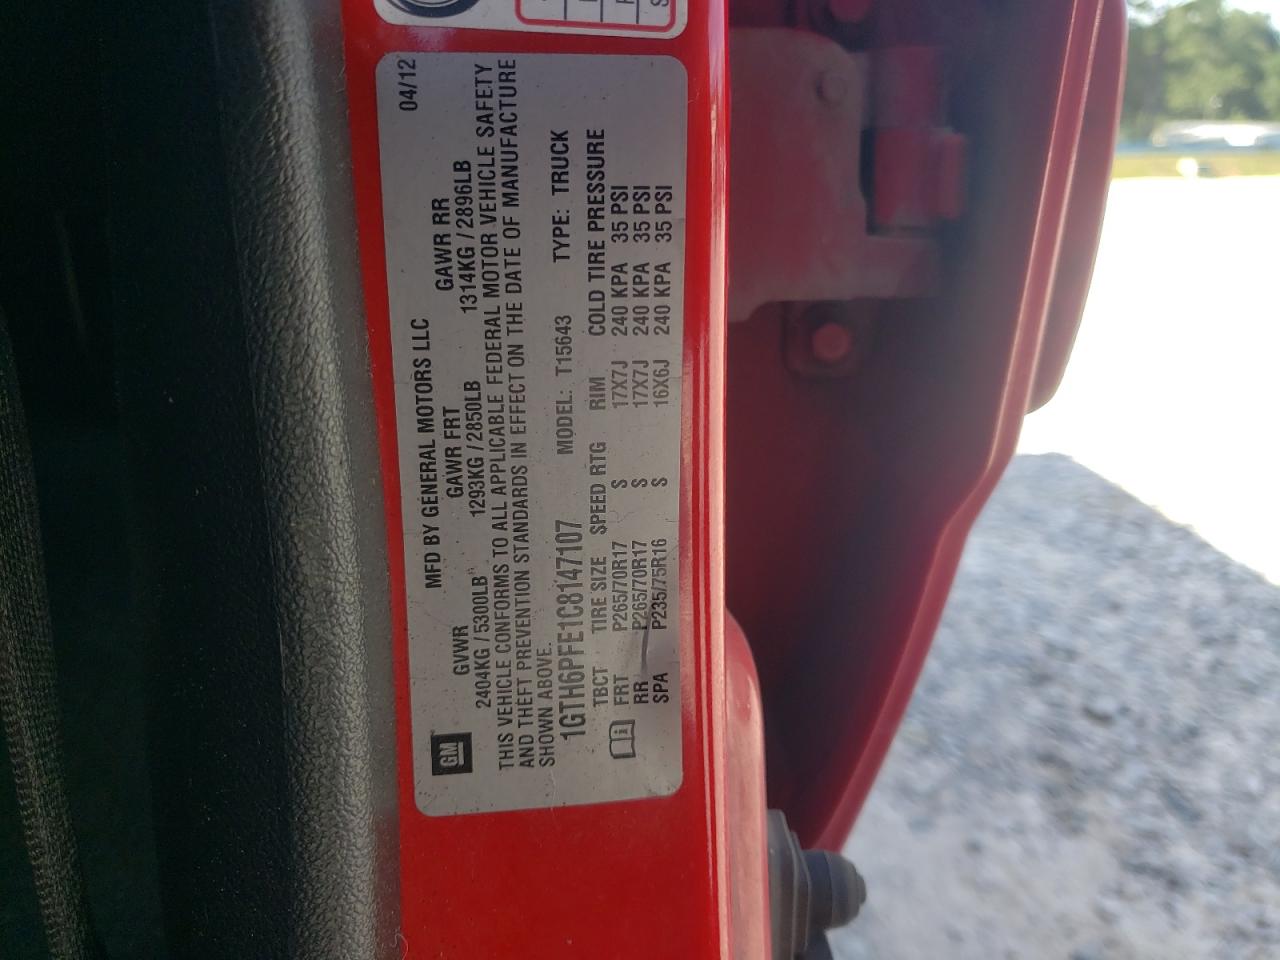 04/12
MFD BY GENERAL MOTORS LLC
GM
GVWR GAWR FRT GAWR RR
2404KG / 5300LB 1293KG / 2850LB 1314KG / 2896LB
THIS VEHICLE CONFORMS TO ALL APPLICABLE FEDERAL MOTOR VEHICLE SAFETY
AND THEFT PREVENTION STANDARDS IN EFFECT ON THE DATE OF MANUFACTURE
SHOWN ABOVE.
1GTH6PFE1C8147107 MODEL: T15643 TYPE: TRUCK
TBCT TIRE SIZE SPEED RTG RIM COLD TIRE PRESSURE
FRT P265/70R17 S 17X7J 240 KPA 35 PSI
RR P265/70R17 S 17X7J 240 KPA 35 PSI
SPA P235/75R16 S 16X6J 240 KPA 35 PSI